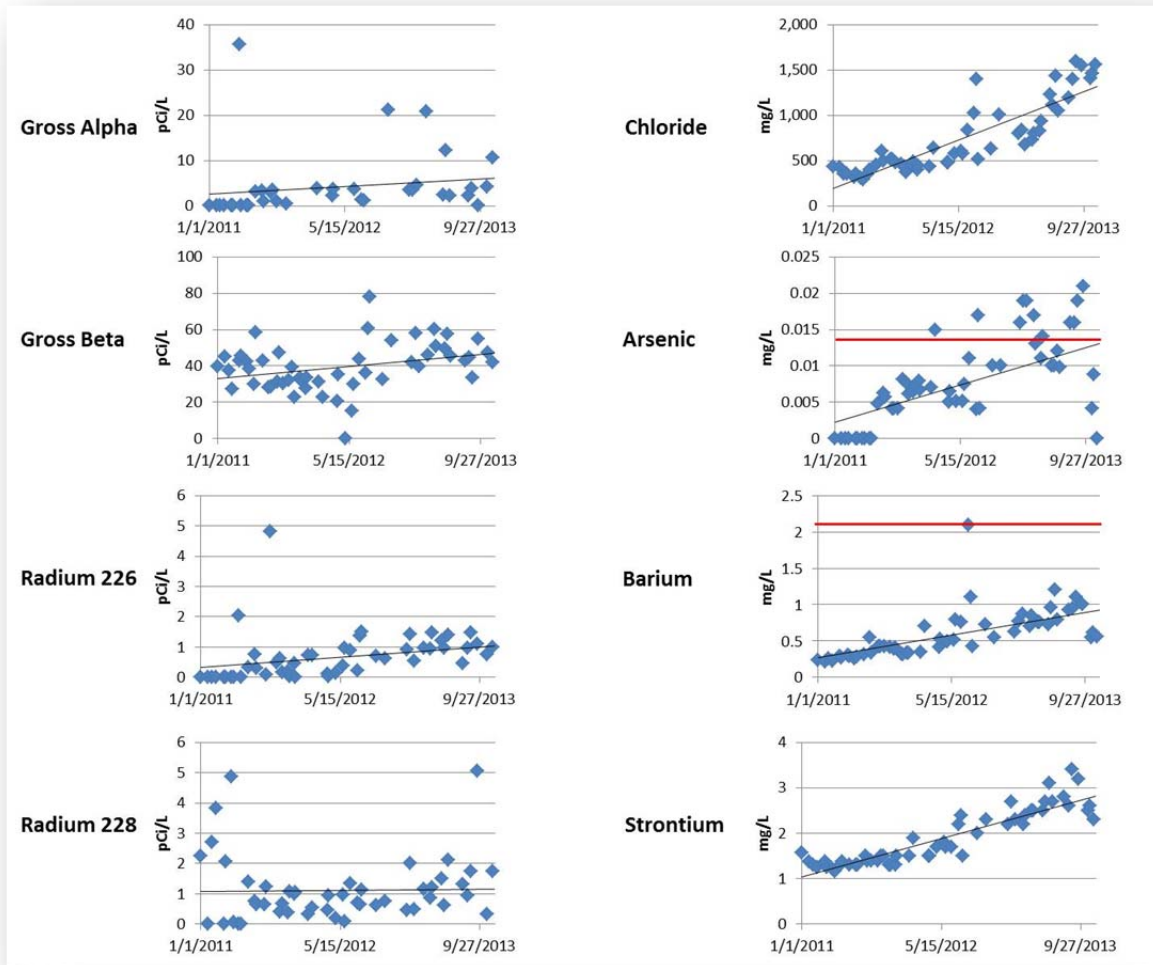 Gross Alpha
pCi/L
40
30
20
10
0
1/1/2011 5/15/2012 9/27/2013
Chloride
mg/L
2,000
1,500
1,000
500
0
1/1/2011 5/15/2012 9/27/2013
Gross Beta
pCi/L
100
80
60
40
20
0
1/1/2011 5/15/2012 9/27/2013
Arsenic
mg/L
0.025
0.02
0.015
0.01
0.005
0
1/1/2011 5/15/2012 9/27/2013
Radium 226
pCi/L
6
5
4
3
2
1
0
1/1/2011 5/15/2012 9/27/2013
Barium
mg/L
2.5
2
1.5
1
0.5
0
1/1/2011 5/15/2012 9/27/2013
Radium 228
pCi/L
6
5
4
3
2
1
0
1/1/2011 5/15/2012 9/27/2013
Strontium
mg/L
4
3
2
1
0
1/1/2011 5/15/2012 9/27/2013